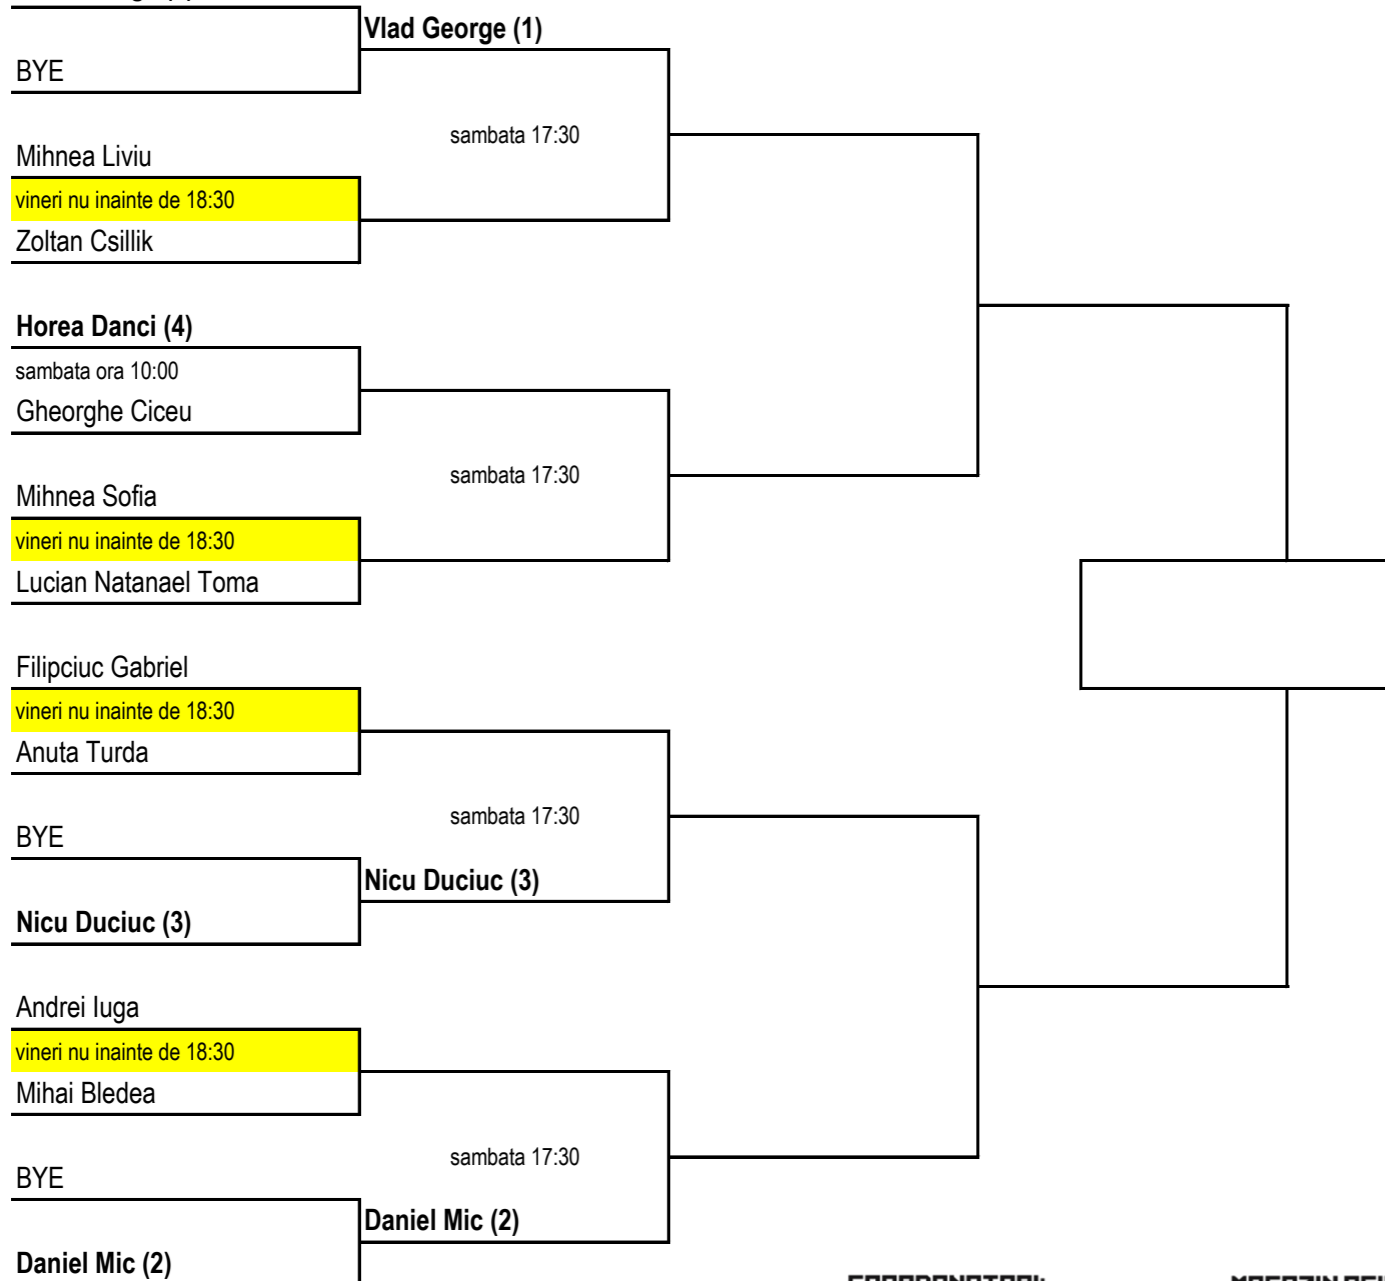 Vlad George (1)
BYE
sambata 17:30
Mihnea Liviu
vineri nu inainte de 18:30
Zoltan Csillik
Horea Danci (4)
sambata ora 10:00
Gheorghe Ciceu
sambata 17:30
Mihnea Sofia
vineri nu inainte de 18:30
Lucian Natanael Toma
Filipciuc Gabriel
vineri nu inainte de 18:30
Anuta Turda
sambata 17:30
BYE
Nicu Duciuc (3)
Nicu Duciuc (3)
Andrei Iuga
vineri nu inainte de 18:30
Mihai Bledea
sambata 17:30
BYE
Daniel Mic (2)
Daniel Mic (2)